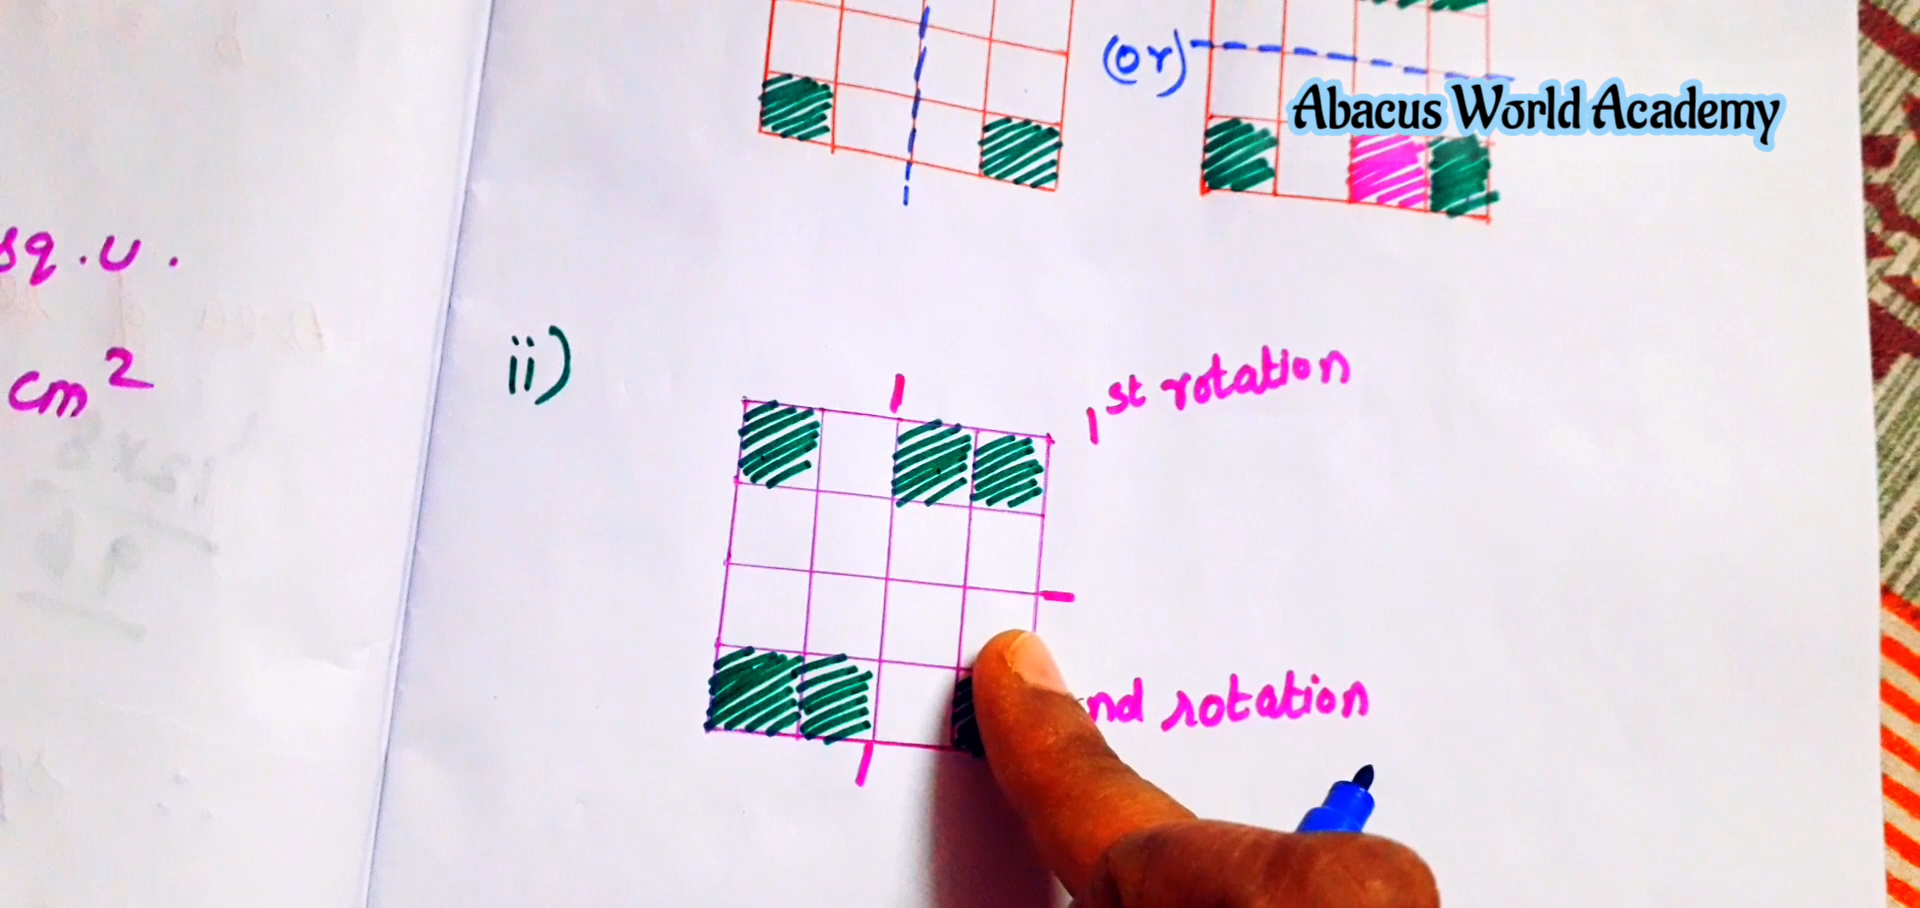 (or)
Abacus World Academy
sq.u.
cm²
ii)
1st rotation
nd rotation